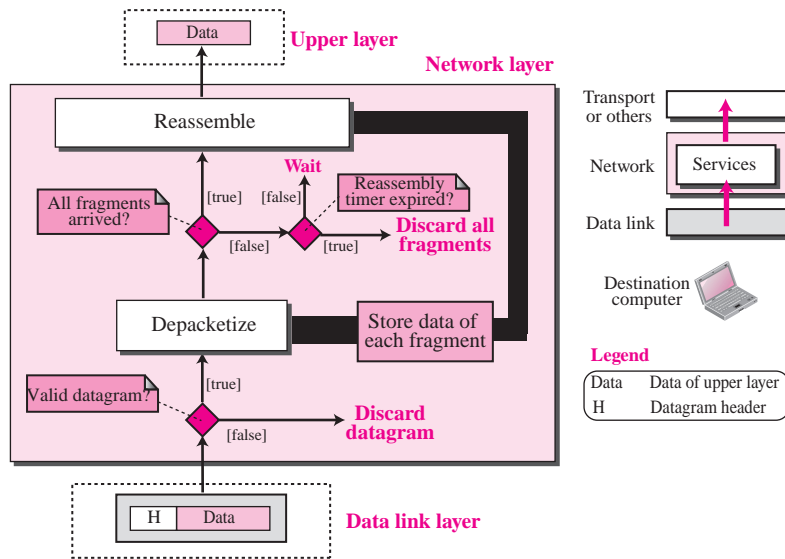 Data
Upper layer
Network layer
Reassemble
Wait
[true]
[false]
All fragments
arrived?
Reassembly
timer expired?
[false]
[true]
Discard all
fragments
Depacketize
Store data of
each fragment
[true]
Valid datagram?
[false]
Discard
datagram
H
Data
Data link layer
Transport
or others
Network
Services
Data link
Destination
computer
Legend
Data
Data of upper layer
H
Datagram header